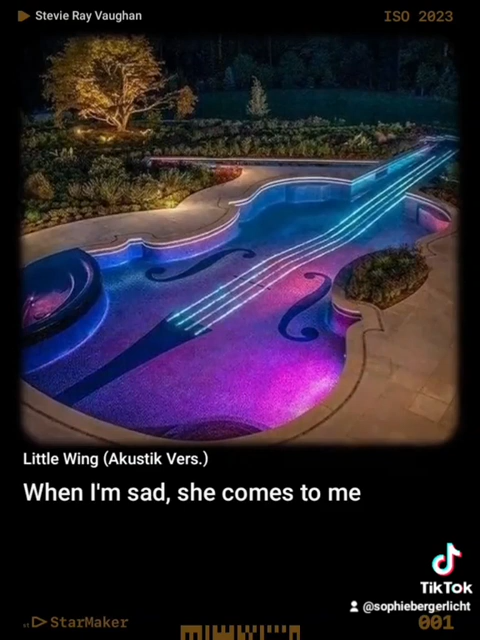 Stevie Ray Vaughan
ISO 2023
Little Wing (Akustik Vers.)
When I'm sad, she comes to me
TikTok
@sophiebergerlicht
StarMaker
001